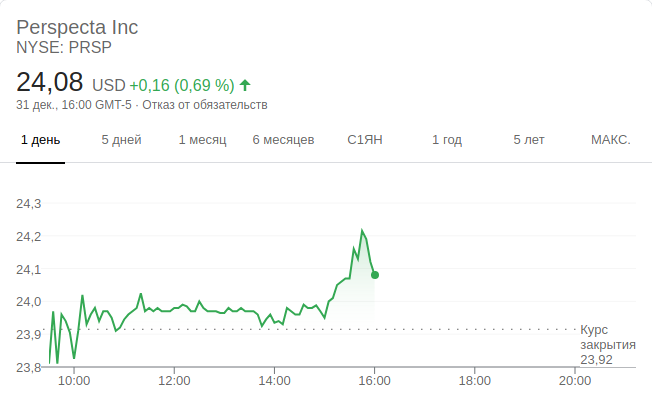 Perspecta Inc
NYSE: PRSP
24,08 USD +0,16 (0,69 %)
31 дек., 16:00 GMT-5 · Отказ от обязательств
1 день 5 дней 1 месяц 6 месяцев С1ЯН 1 год 5 лет МАКС.
24,3
24,2
24,1
24,0
23,9
23,8
Курс
закрытия
23,92
10:00 12:00 14:00 16:00 18:00 20:00